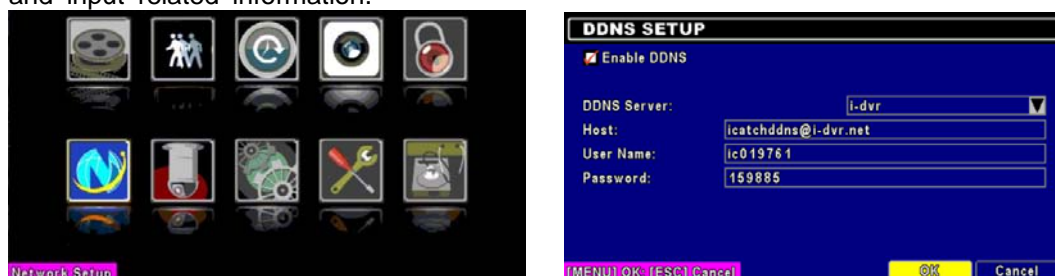 and input related information.
Network Setup
DDNS SETUP
Enable DDNS
DDNS Server: i-dvr
Host: icatchddns@i-dvr.net
User Name: ic019761
Password: 159885
[MENU] OK; [ESC] Cancel
OK Cancel